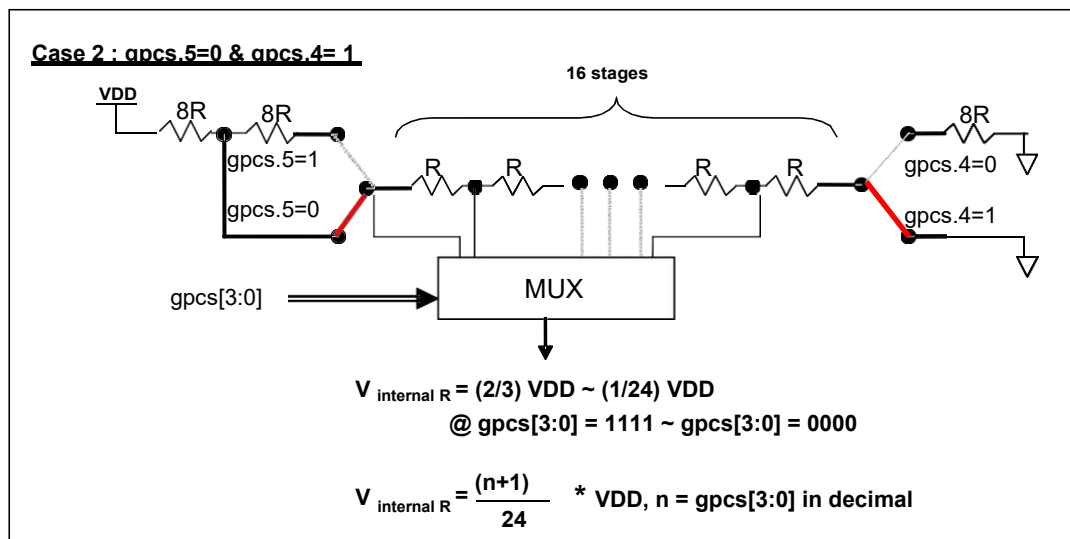 Case 2 : gpcs.5=0 & gpcs.4= 1
16 stages
VDD
8R
8R
8R
gpcs.5=1
gpcs.4=0
R
R
R
R
gpcs.5=0
gpcs.4=1
MUX
gpcs[3:0]
V internal R = (2/3) VDD ~ (1/24) VDD
@ gpcs[3:0] = 1111 ~ gpcs[3:0] = 0000
V internal R = (n+1) / 24 * VDD, n = gpcs[3:0] in decimal